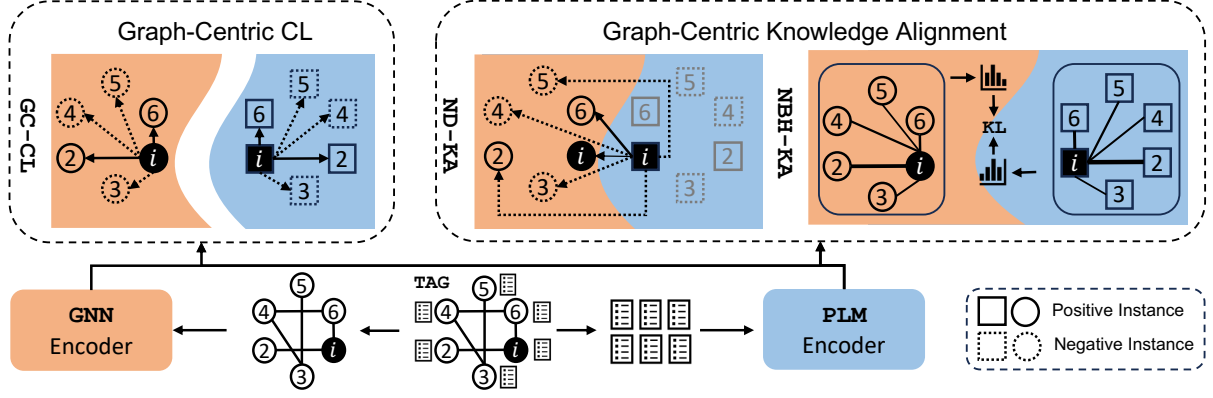 Graph-Centric CL
GC-CL
5
4
6
2
i
3
5
6
4
i
2
3
Graph-Centric Knowledge Alignment
ND-KA
5
4
6
2
i
3
i
5
6
4
2
3
NBH-KA
5
4
6
2
i
3
KL
5
6
4
i
2
3
GNN
Encoder
5
4
6
2
i
3
TAG
5
4
6
2
i
3
PLM
Encoder
Positive Instance
Negative Instance